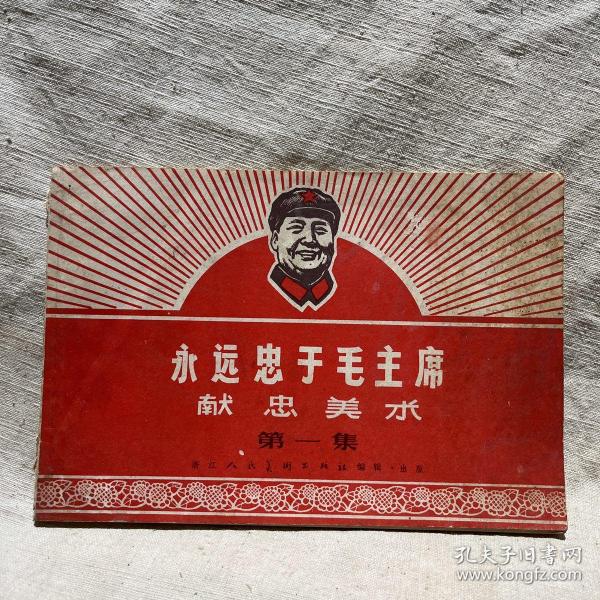 永远忠于毛主席
献忠美术
第一集
浙江人民美術出版社编辑·出版
孔夫子旧书网
www.kongfz.com